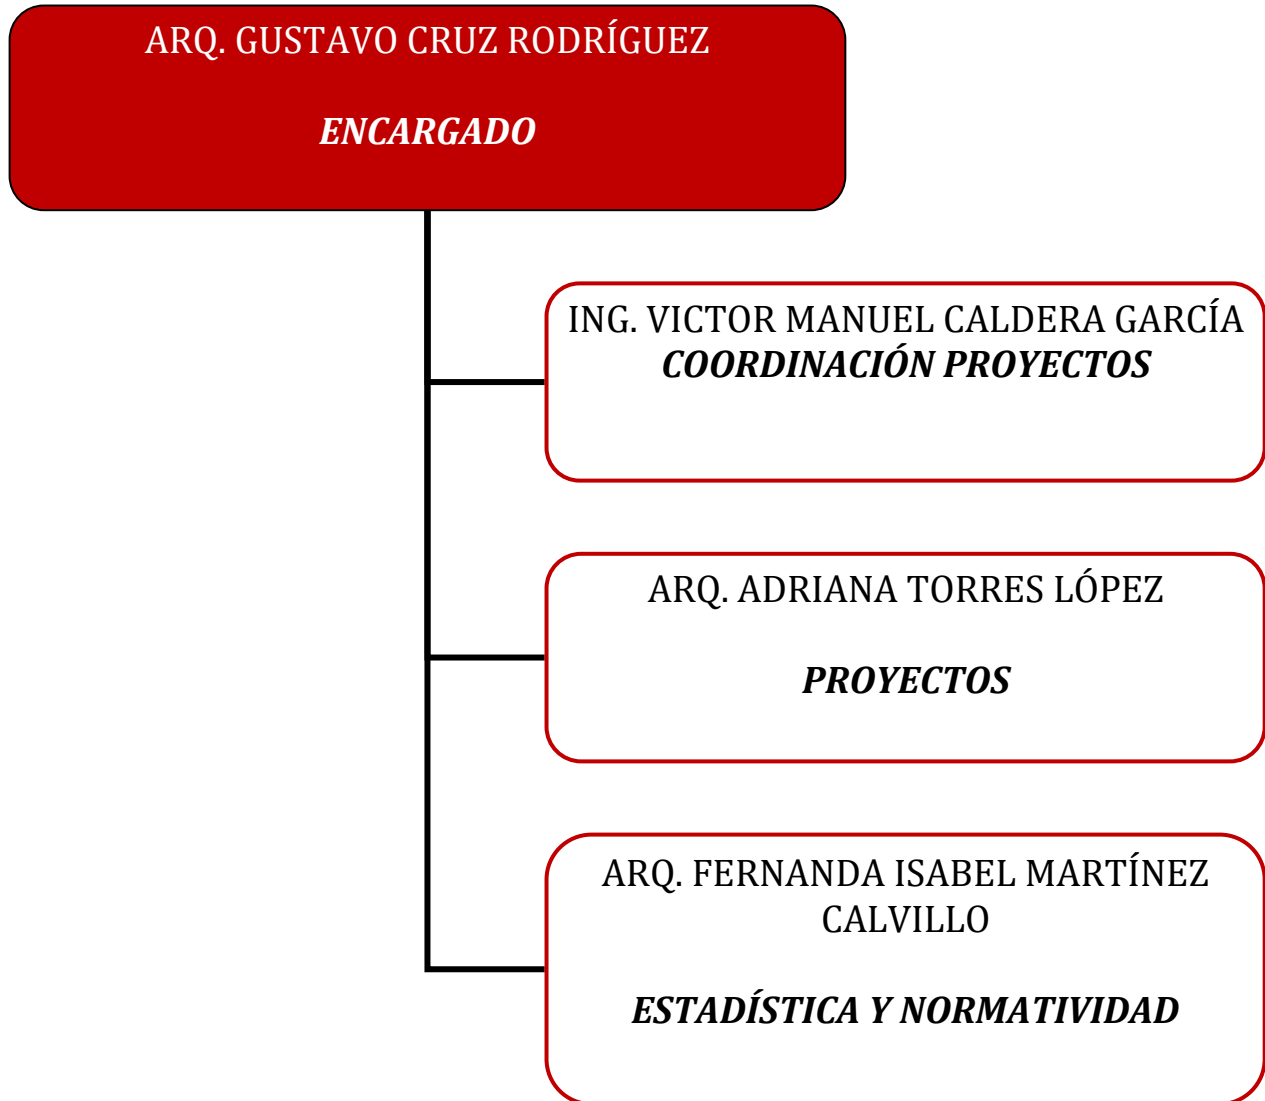 ARQ. GUSTAVO CRUZ RODRÍGUEZ
ENCARGADO
ING. VICTOR MANUEL CALDERA GARCÍA
COORDINACIÓN PROYECTOS
ARQ. ADRIANA TORRES LÓPEZ
PROYECTOS
ARQ. FERNANDA ISABEL MARTÍNEZ
CALVILLO
ESTADÍSTICA Y NORMATIVIDAD